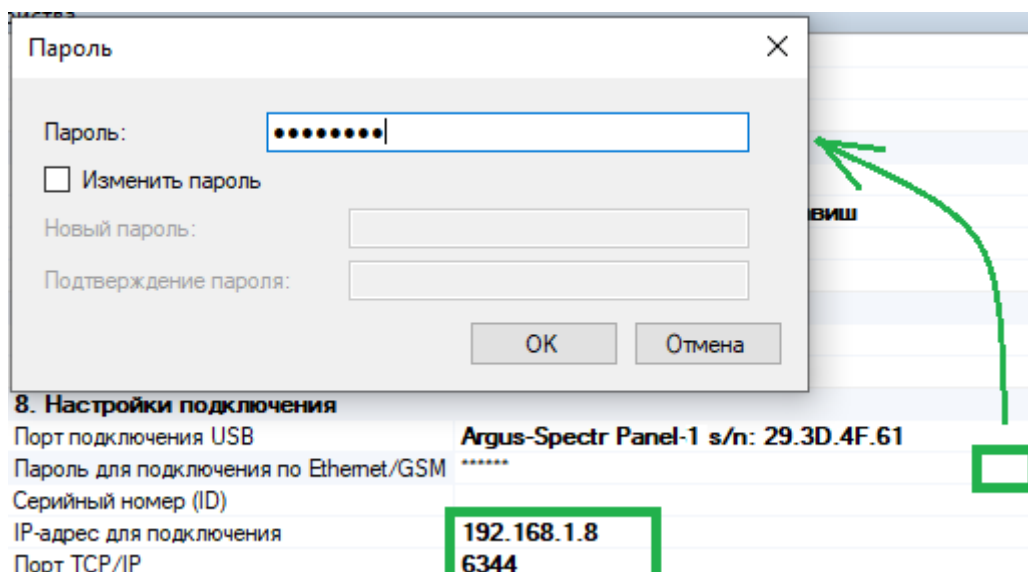 Пароль
Пароль:
••••••••
Изменить пароль
Новый пароль:
Подтверждение пароля:
OK
Отмена
8. Настройки подключения
Порт подключения USB Argus-Spectr Panel-1 s/n: 29.3D.4F.61
Пароль для подключения по Ethernet/GSM ******
Серийный номер (ID)
IP-адрес для подключения 192.168.1.8
Порт TCP/IP 6344